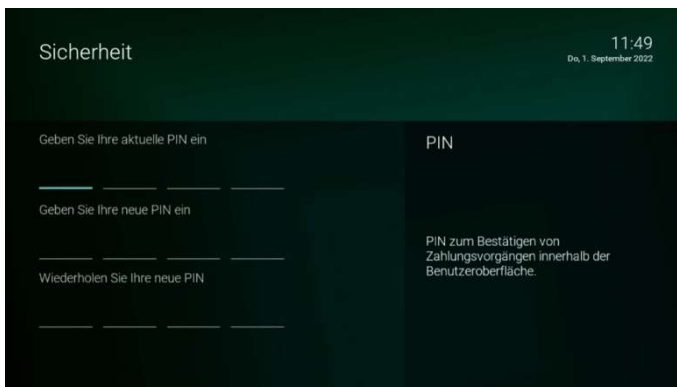 Sicherheit
11:49
Do, 1. September 2022
Geben Sie Ihre aktuelle PIN ein
Geben Sie Ihre neue PIN ein
Wiederholen Sie Ihre neue PIN
PIN
PIN zum Bestätigen von
Zahlungsvorgängen innerhalb der
Benutzeroberfläche.